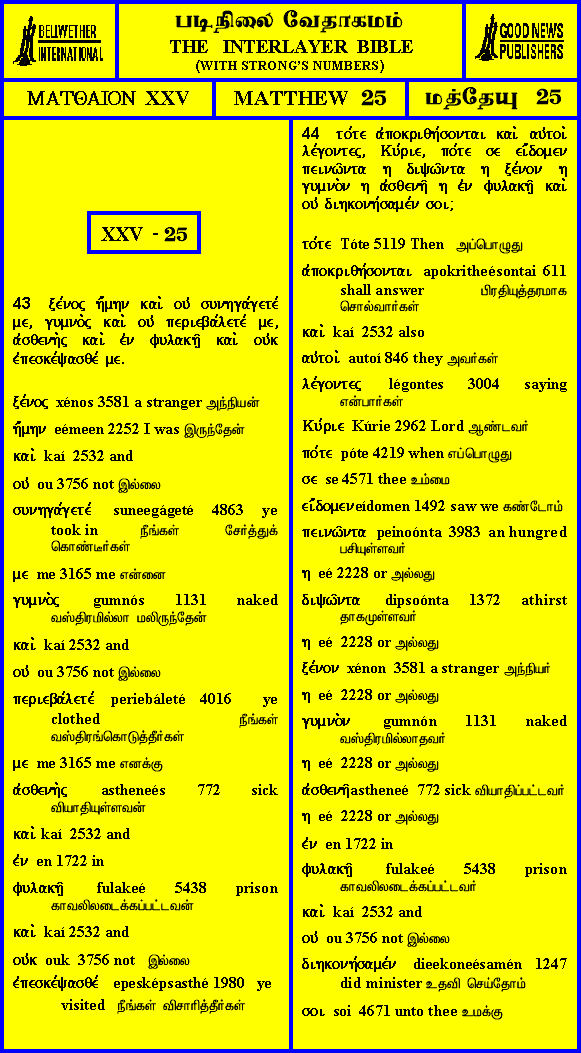 BELLWETHER
INTERNATIONAL
படிநிலை வேதாகமம்
THE INTERLAYER BIBLE
(WITH STRONG'S NUMBERS)
GOOD NEWS
PUBLISHERS
ΜΑΤΘΑΙΟΝ XXV
MATTHEW 25
மத்தேயு 25
XXV - 25
43 ξένος ἤμην καὶ οὐ συνηγάγετέ
με, γυμνὸς καὶ οὐ περιεβάλετέ με,
ἀσθενὴς καὶ ἐν φυλακῇ καὶ οὐκ
ἐπεσκέψασθέ με.
ξένος xénos 3581 a stranger அந்நியன்
ἤμην eémeen 2252 I was இருந்தேன்
καὶ kaí 2532 and
οὐ ou 3756 not இல்லை
συνηγάγετέ suneegágeté 4863 ye
took in நீங்கள் சேர்த்துக்
கொண்டீர்கள்
με me 3165 me என்னை
γυμνὸς gumnós 1131 naked
வஸ்திரமில்லா மலிருந்தேன்
καὶ kaí 2532 and
οὐ ou 3756 not இல்லை
περιεβάλετέ periebáleté 4016 ye
clothed நீங்கள்
வஸ்திரங்கொடுத்தீர்கள்
με me 3165 me எனக்கு
ἀσθενὴς astheneés 772 sick
வியாதியுள்ளவன்
καὶ kaí 2532 and
ἐν en 1722 in
φυλακῇ fulakeé 5438 prison
காவலிலடைக்கப்பட்டவன்
καὶ kaí 2532 and
οὐκ ouk 3756 not இல்லை
ἐπεσκέψασθέ epesképsasthé 1980 ye
visited நீங்கள் விசாரித்தீர்கள்
44 τότε ἀποκριθήσονται καὶ αὐτοὶ
λέγοντες, Κύριε, πότε σε εἴδομεν
πεινῶντα η διψῶντα η ξένον η
γυμνὸν η ἀσθενῆ η ἐν φυλακῇ καὶ
οὐ διηκονήσαμέν σοι;
τότε Tóte 5119 Then அப்பொழுது
ἀποκριθήσονται apokritheésontai 611
shall answer பிரதியுத்தரமாக
சொல்வார்கள்
καὶ kaí 2532 also
αὐτοὶ autoí 846 they அவர்கள்
λέγοντες légontes 3004 saying
என்பார்கள்
Κύριε Kúrie 2962 Lord ஆண்டவர்
πότε póte 4219 when எப்பொழுது
σε se 4571 thee உம்மை
εἴδομεν eídomen 1492 saw we கண்டோம்
πεινῶντα peinoónta 3983 an hungred
பசியுள்ளவர்
η eé 2228 or அல்லது
διψῶντα dipsoónta 1372 athirst
தாகமுள்ளவர்
η eé 2228 or அல்லது
ξένον xénon 3581 a stranger அந்நியர்
η eé 2228 or அல்லது
γυμνὸν gumnón 1131 naked
வஸ்திரமில்லாதவர்
η eé 2228 or அல்லது
ἀσθενῆ astheneé 772 sick வியாதிப்பட்டவர்
η eé 2228 or அல்லது
ἐν en 1722 in
φυλακῇ fulakeé 5438 prison
காவலிலடைக்கப்பட்டவர்
καὶ kaí 2532 and
οὐ ou 3756 not இல்லை
διηκονήσαμέν dieekoneésamén 1247
did minister உதவி செய்தோம்
σοι soi 4671 unto thee உமக்கு